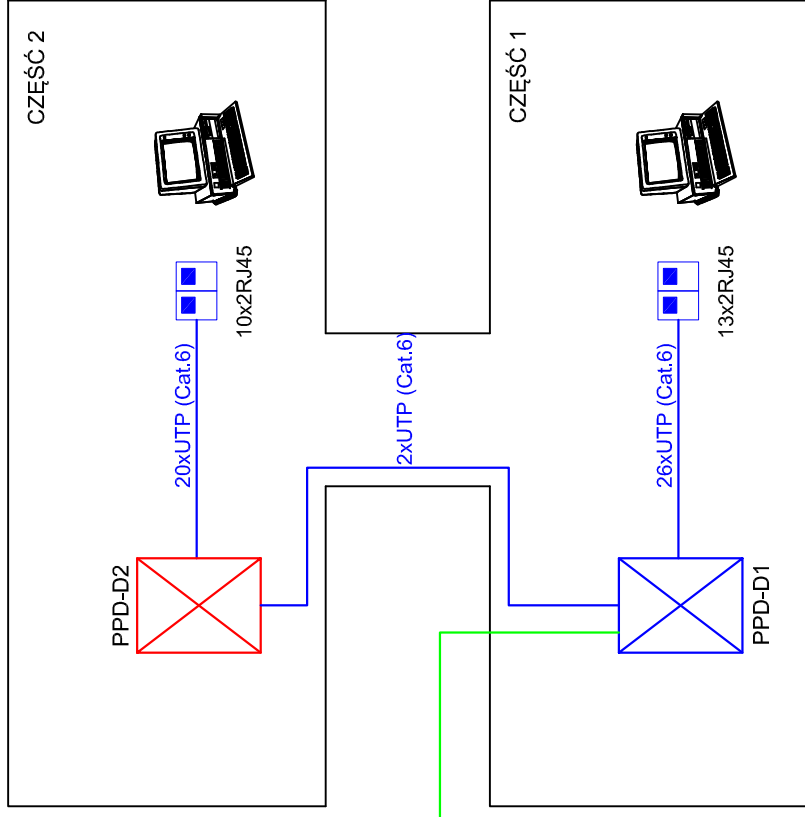 CZĘŚĆ 2
10x2RJ45
20xUTP (Cat.6)
PPD-D2
2xUTP (Cat.6)
CZĘŚĆ 1
13x2RJ45
26xUTP (Cat.6)
PPD-D1